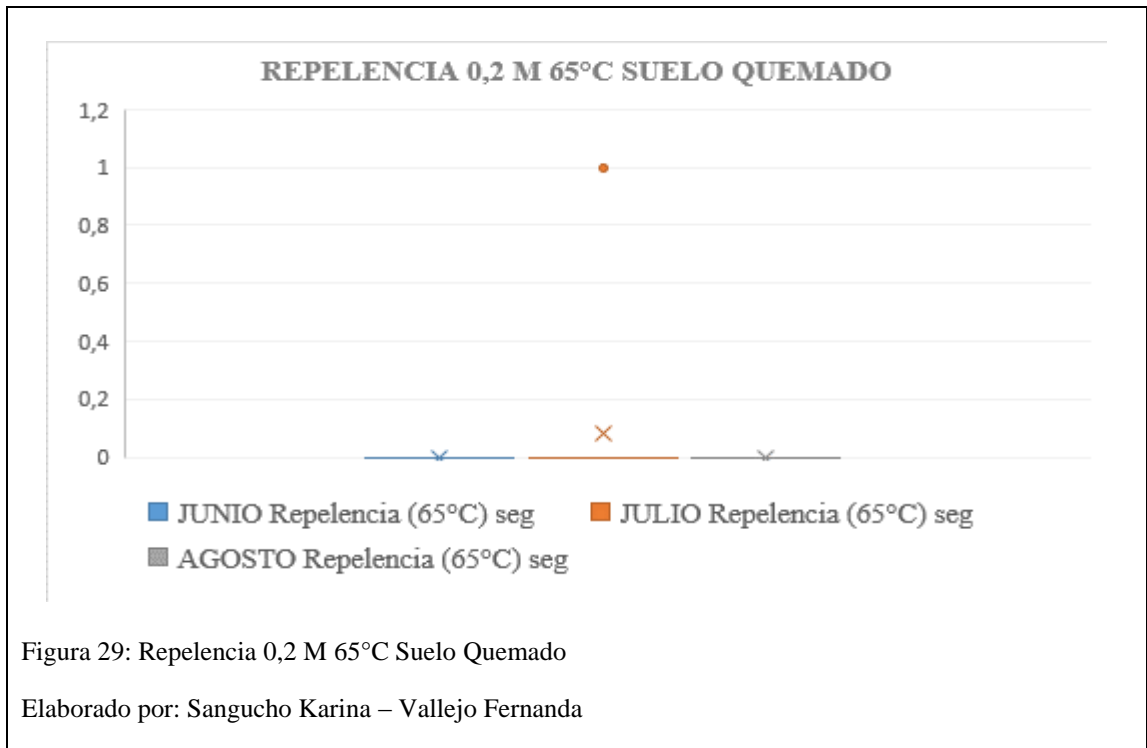 REPELENCIA 0,2 M 65°C SUELO QUEMADO
1,2
1
0,8
0,6
0,4
0,2
0
JUNIO Repelencia (65°C) seg
JULIO Repelencia (65°C) seg
AGOSTO Repelencia (65°C) seg
Figura 29: Repelencia 0,2 M 65°C Suelo Quemado
Elaborado por: Sangucho Karina – Vallejo Fernanda